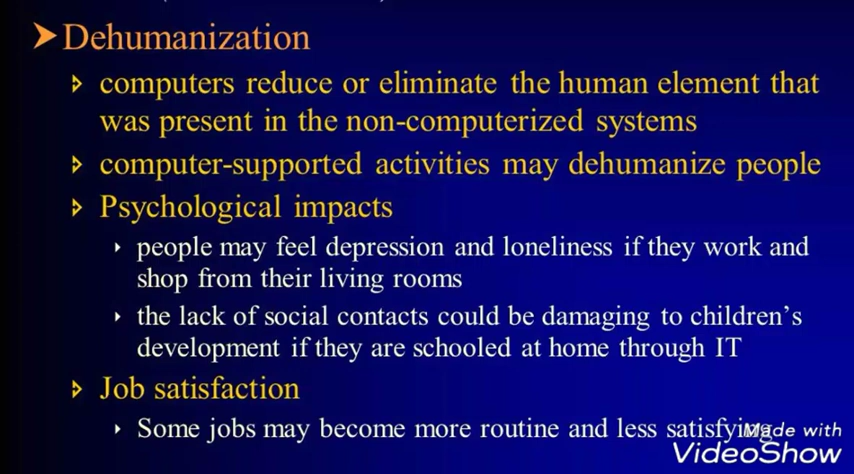 Dehumanization
computers reduce or eliminate the human element that
was present in the non-computerized systems
computer-supported activities may dehumanize people
Psychological impacts
people may feel depression and loneliness if they work and
shop from their living rooms
the lack of social contacts could be damaging to children's
development if they are schooled at home through IT
Job satisfaction
Some jobs may become more routine and less satisfying
Made with
VideoShow